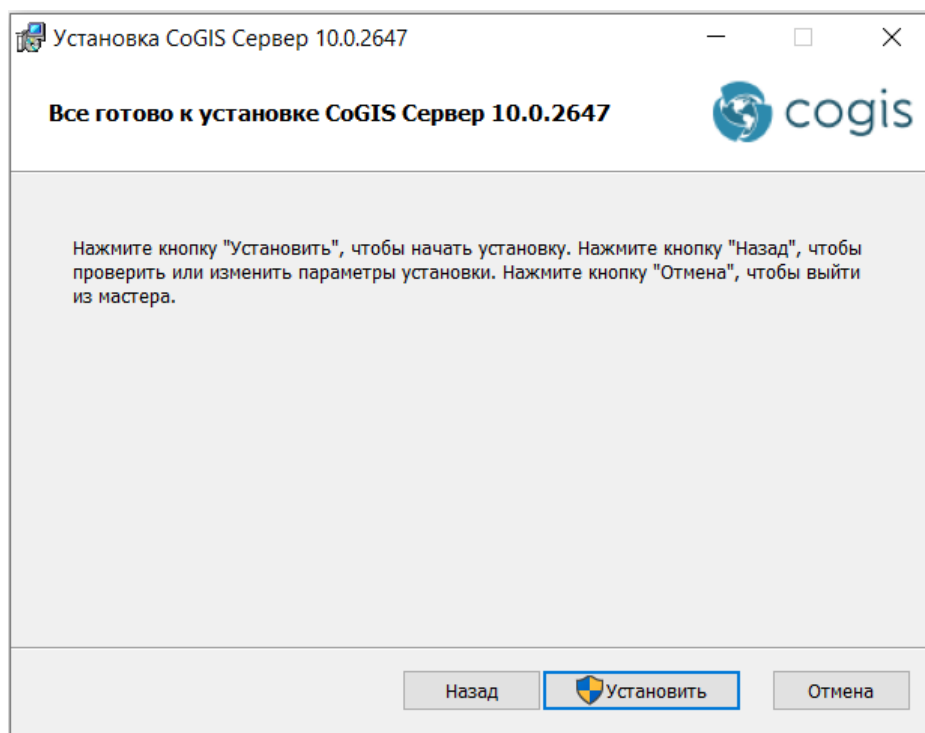 Установка CoGIS Сервер 10.0.2647
Все готово к установке CoGIS Сервер 10.0.2647
cogis
Нажмите кнопку "Установить", чтобы начать установку. Нажмите кнопку "Назад", чтобы
проверить или изменить параметры установки. Нажмите кнопку "Отмена", чтобы выйти
из мастера.
Назад
Установить
Отмена